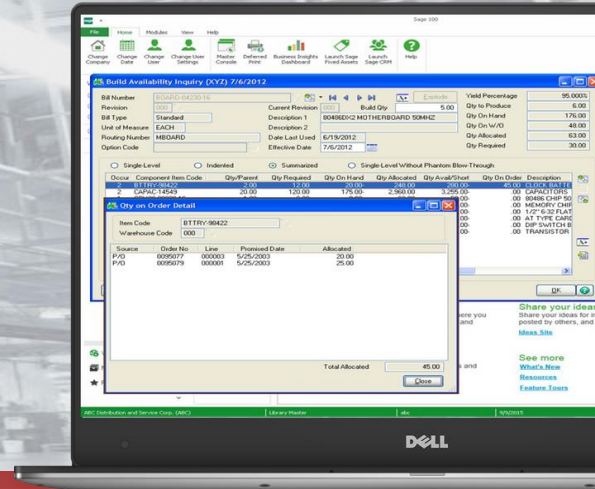 Sage 100
File Home Modules View Help
Change Company Change Date Change User Change User Settings Master Console Deferred Print Business Insights Dashboard Launch Sage Fixed Assets Launch Sage CRM Help
Build Availability Inquiry (XYZ) 7/6/2012
Bill Number BOARD-04230-16 Exclude Yield Percentage 95.000%
Revision 000 Current Revision 000 Build Qty 5.00 Qty to Produce 6.00
Bill Type Standard Description 1 80486DX2 MOTHERBOARD 50MHZ Qty On Hand 176.00
Unit of Measure EACH Description 2 Qty On W/O 48.00
Routing Number MBOARD Date Last Used 6/19/2012 Qty Allocated 63.00
Option Code Effective Date 7/6/2012 Qty Required 30.00
Single-Level Indented Summarized Single-Level Without Phantom Blow-Through
Occur Component Item Code Qty/Parent Qty Required Qty On Hand Qty Allocated Qty Avail/Short Qty On Order Description
2 BTTRY-98422 2.00 12.00 20.00- 248.00 280.00- 45.00 CLOCK BATTE
2 CAPAC-14549 20.00 120.00 175.00- 2,960.00 3,255.00- .00 CAPACITORS
.00 80486 CHIP 50
.00 MEMORY CHIP
.00 1/2" 6-32 FLAT
.00 AT TYPE CARD
.00 DIP SWITCH B
.00 TRANSISTOR
Qty on Order Detail
Item Code BTTRY-98422
Warehouse Code 000
Source Order No Line Promised Date Allocated
P/O 0095077 000003 5/25/2003 20.00
P/O 0095079 000001 5/25/2003 25.00
Total Allocated 45.00
Close
OK
Share your ideas
Share your ideas for
posted by others, and
Ideas Site
See more
What's New
Resources
Feature Tours
ABC Distribution and Service Corp. (ABC) Library Master abc 9/9/2015
DELL